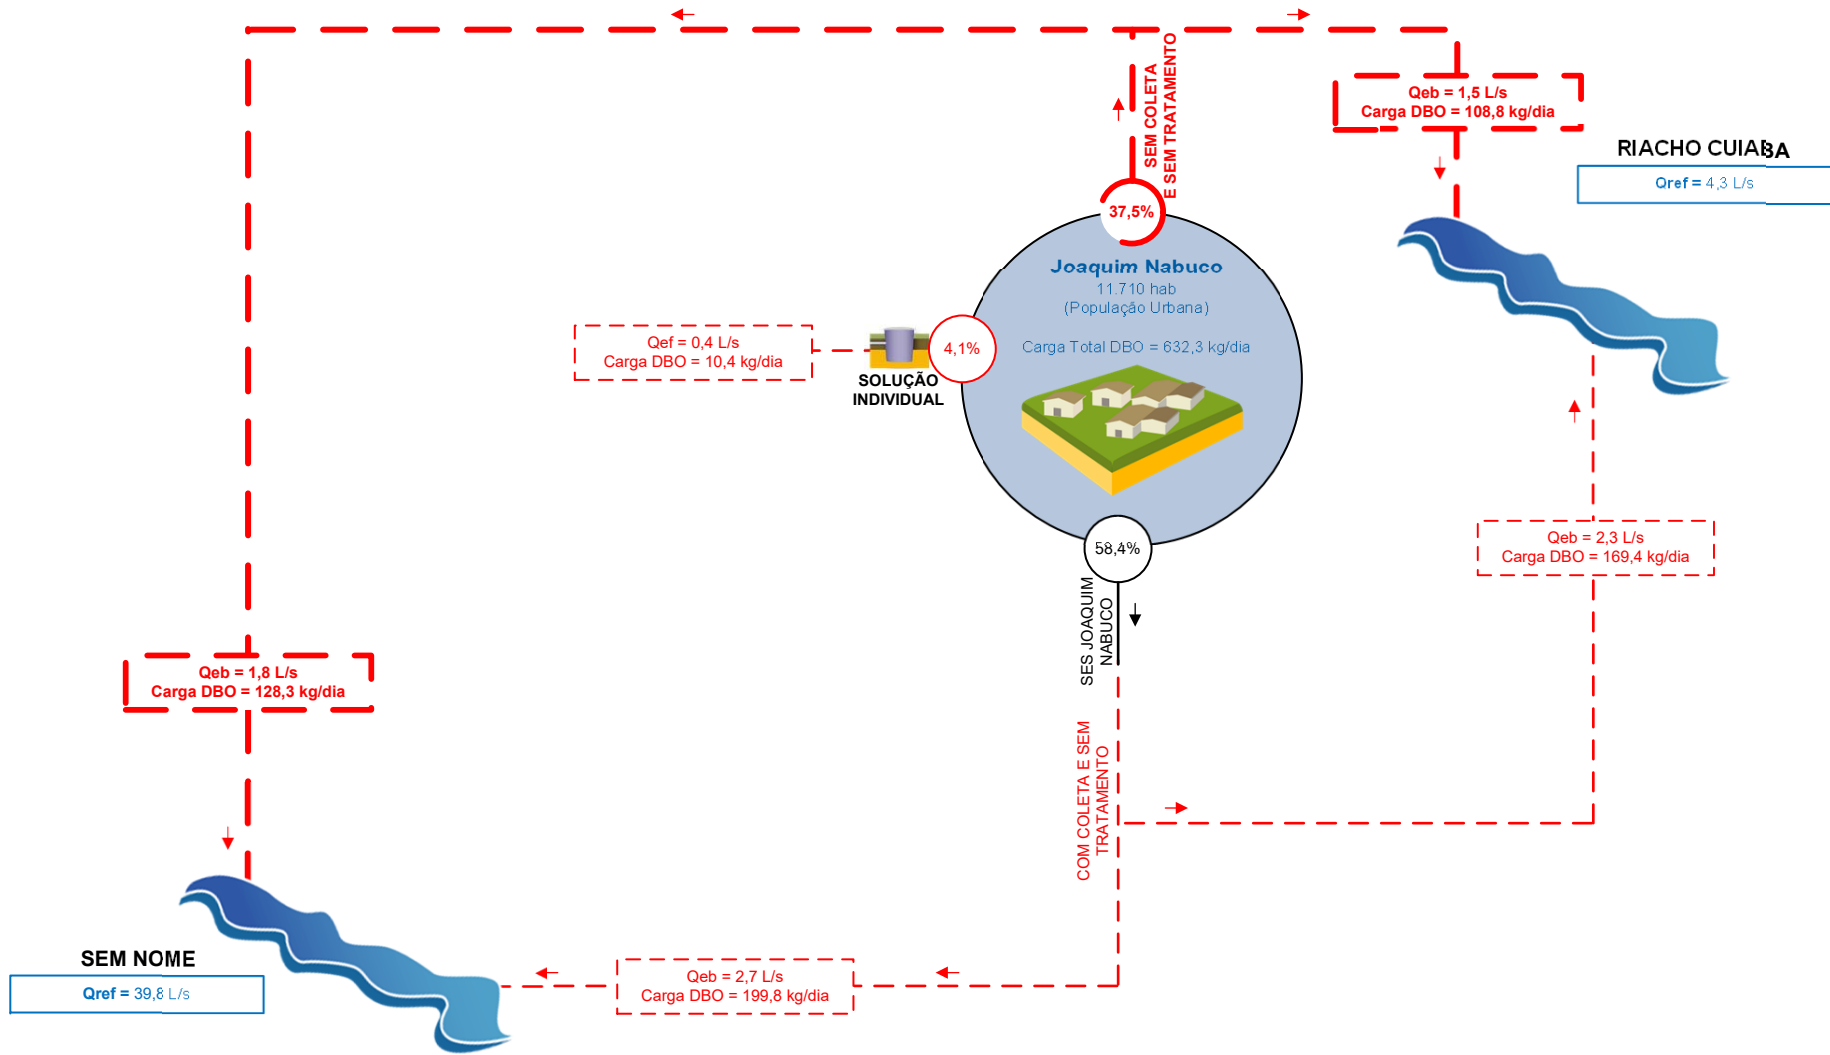 SEM COLETA
E SEM TRATAMENTO
Qeb = 1,5 L/s
Carga DBO = 108,8 kg/dia
RIACHO CUIABA
Qref = 4,3 L/s
37,5%
Joaquim Nabuco
11.710 hab
(População Urbana)
Carga Total DBO = 632,3 kg/dia
Qef = 0,4 L/s
Carga DBO = 10,4 kg/dia
4,1%
SOLUÇÃO
INDIVIDUAL
58,4%
SES JOAQUIM
NABUCO
Qeb = 2,3 L/s
Carga DBO = 169,4 kg/dia
Qeb = 1,8 L/s
Carga DBO = 128,3 kg/dia
COM COLETA E SEM
TRATAMENTO
SEM NOME
Qref = 39,8 L/s
Qeb = 2,7 L/s
Carga DBO = 199,8 kg/dia